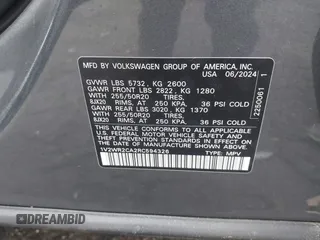 MFD BY VOLKSWAGEN GROUP OF AMERICA, INC.
USA 06/2024
GVWR LBS 5732, KG 2600
GAWR FRONT LBS 2822, KG 1280
WITH 255/50R20 TIRES,
8JX20 RIMS, AT 250 KPA, 36 PSI COLD
GAWR REAR LBS 3020, KG 1370
WITH 255/50R20 TIRES,
8JX20 RIMS, AT 250 KPA, 36 PSI COLD
THIS VEHICLE CONFORMS TO ALL APPLICABLE
U.S. FEDERAL MOTOR VEHICLE SAFETY AND
THEFT PREVENTION STANDARDS IN EFFECT
ON THE DATE OF MANUFACTURE SHOWN ABOVE.
1V2WR2CA2RC594326 TYPE: MPV
2250061 1
RideSafely